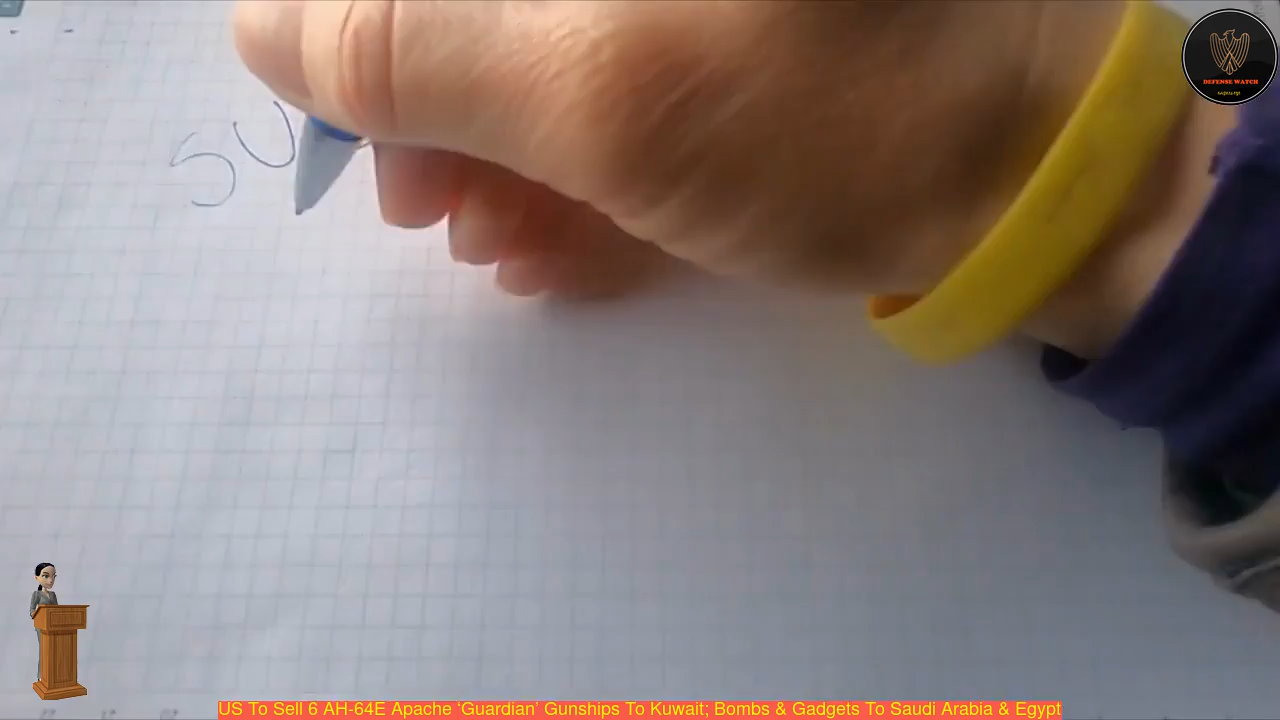 SU
DEFENSE WATCH
US To Sell 6 AH-64E Apache 'Guardian' Gunships To Kuwait; Bombs & Gadgets To Saudi Arabia & Egypt